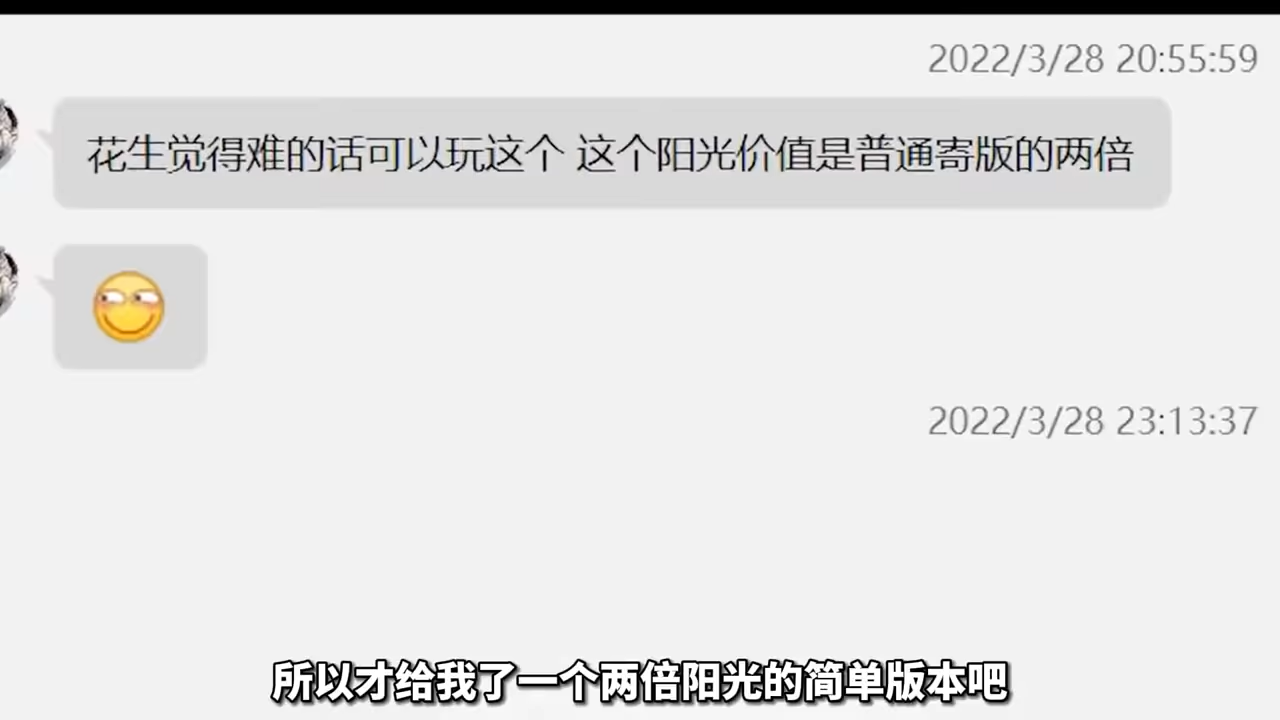 2022/3/28 20:55:59
花生觉得难的话可以玩这个 这个阳光价值是普通寄版的两倍
2022/3/28 23:13:37
所以才给我了一个两倍阳光的简单版本吧